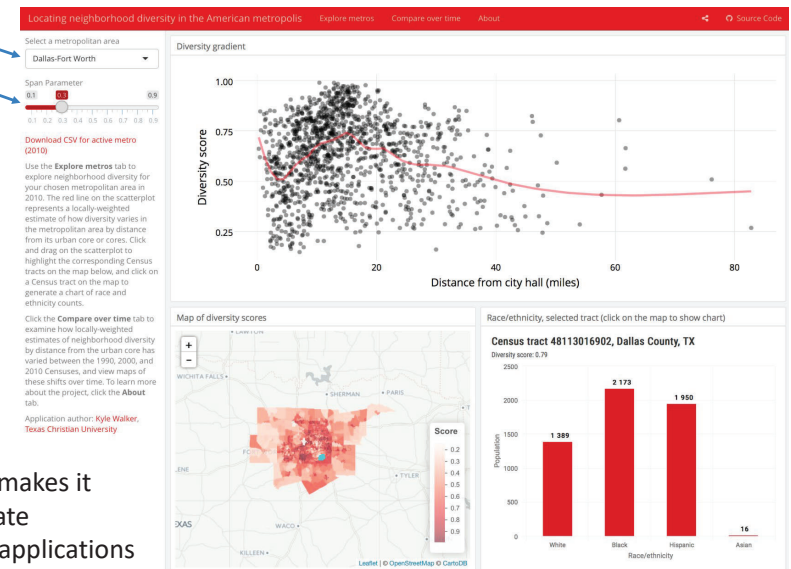 Locating neighborhood diversity in the American metropolis Explore metros Compare over time About Source Code
Select a metropolitan area
Dallas-Fort Worth
Span Parameter
0.1 0.3 0.9
0.1 0.2 0.3 0.4 0.5 0.6 0.7 0.8 0.9
Download CSV for active metro
(2010)
Use the Explore metros tab to
explore neighborhood diversity for
your chosen metropolitan area in
2010. The red line on the scatterplot
represents a locally-weighted
estimate of how diversity varies in
the metropolitan area by distance
from its urban core or cores. Click
and drag on the scatterplot to
highlight the corresponding Census
tracts on the map below, and click on
a Census tract on the map to
generate a chart of race and
ethnicity counts.
Click the Compare over time tab to
examine how locally-weighted
estimates of neighborhood diversity
by distance from the urban core has
varied between the 1990, 2000, and
2010 Censuses, and view maps of
these shifts over time. To learn more
about the project, click the About
tab.
Application author: Kyle Walker,
Texas Christian University
makes it
ate
applications
Diversity gradient
Diversity score
1.00
0.75
0.50
0.25
0 20 40 60 80
Distance from city hall (miles)
Map of diversity scores
+
−
WICHITA FALLS
SHERMAN
PARIS
LENE
TYLER
EXAS
WACO
KILLEEN
Score
0.2
0.3
0.4
0.5
0.6
0.7
0.8
0.9
Leaflet | © OpenStreetMap © CartoDB
Race/ethnicity, selected tract (click on the map to show chart)
Census tract 48113016902, Dallas County, TX
Diversity score: 0.79
Population
2500
2000
1500
1000
500
0
1 389
2 173
1 950
16
White Black Hispanic Asian
Race/ethnicity